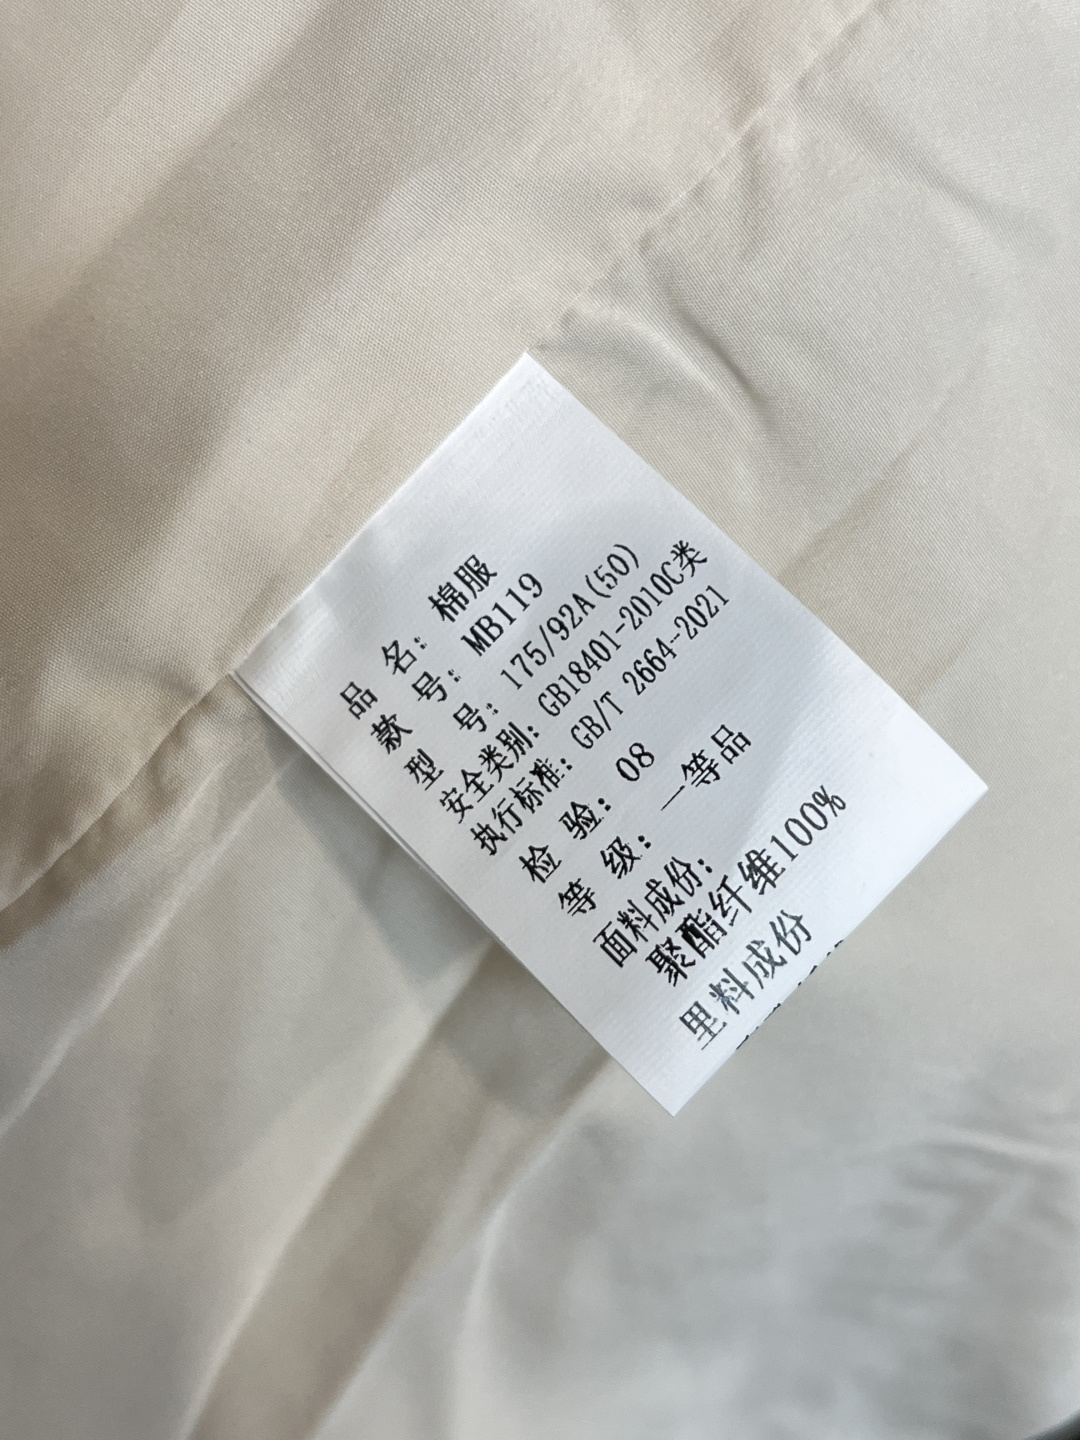 品 名：棉服
款 号：MB119
型 号：175/92A(50)
安全类别：GB18401-2010C类
执行标准：GB/T 2664-2021
检 验：08
等 级：一等品
面料成份：
聚酯纤维100%
里料成份